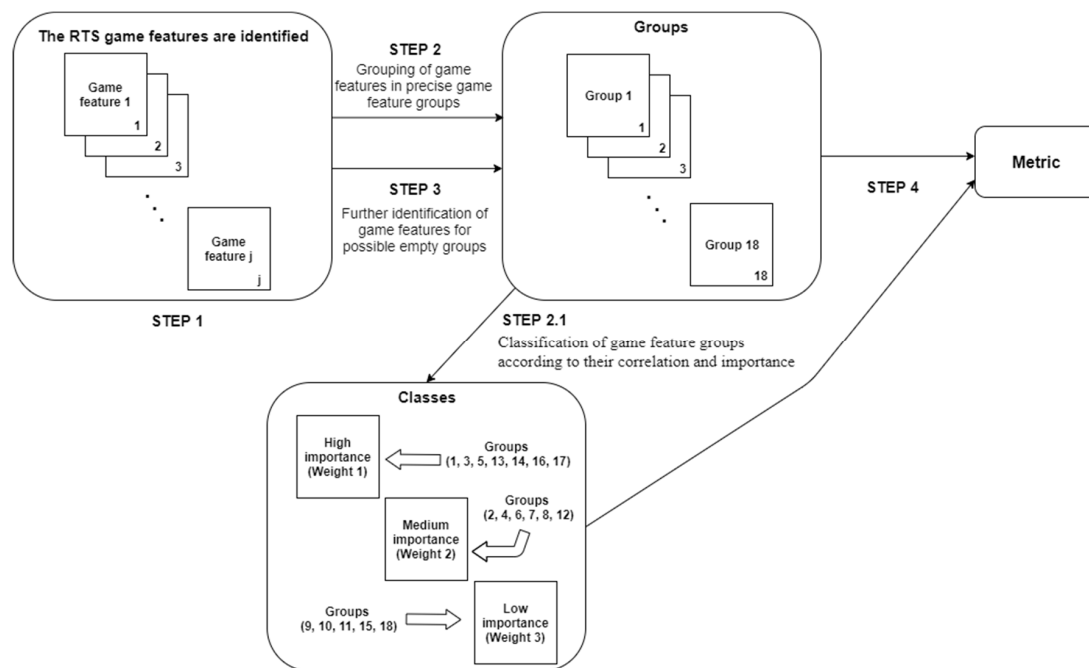 The RTS game features are identified
Game
feature 1
1
2
3
Game
feature j
j
STEP 1
STEP 2
Grouping of game
features in precise game
feature groups
STEP 3
Further identification of
game features for
possible empty groups
Groups
Group 1
1
2
3
Group 18
18
STEP 4
Metric
STEP 2.1
Classification of game feature groups
according to their correlation and importance
Classes
High
importance
(Weight 1)
Groups
(1, 3, 5, 13, 14, 16, 17)
Medium
importance
(Weight 2)
Groups
(2, 4, 6, 7, 8, 12)
Groups
(9, 10, 11, 15, 18)
Low
importance
(Weight 3)